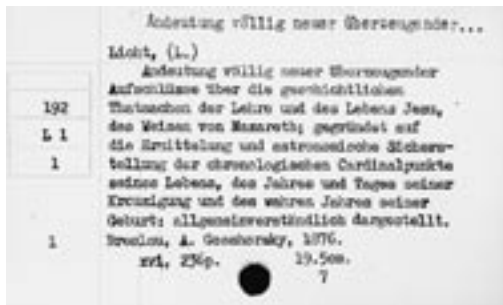 Andeutung völlig neuer überzeugender...
Licht, (L.)
Andeutung völlig neuer überzeugender
Aufschlüsse über die geschichtlichen
192
Thatsachen der Lehre und des Lebens Jesu,
des Weisen von Nazareth; gegründet auf
L 1
die Ermittelung und astronomische Sichers-
1
tellung der chronologischen Cardinalpunkte
seines Lebens, des Jahres und Tages seiner
Kreuzigung und des wahren Jahres seiner
Geburt: allgemeinverständlich dargestellt.
1
Breslau, A. Gosohorsky, 1876.
xvi, 236p. 19.5cm.
7